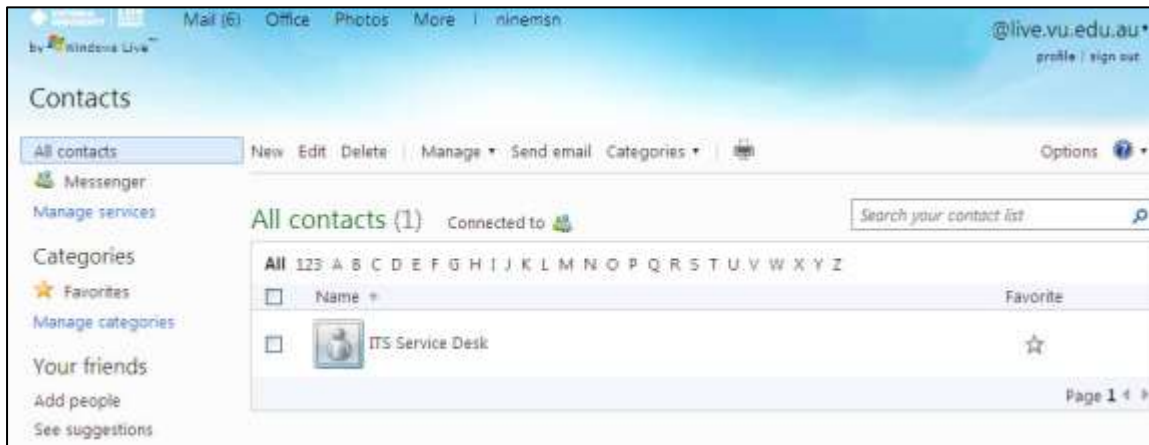 Mail (6) Office Photos More | ninemsn
@live.vu.edu.au
by Windows Live™
profile | sign out
Contacts
All contacts
New Edit Delete | Manage Send email Categories
Options
Messenger
Manage services
All contacts (1) Connected to
Search your contact list
Categories
All 123 A B C D E F G H I J K L M N O P Q R S T U V W X Y Z
Favorites
Name
Favorite
Manage categories
ITS Service Desk
Your friends
Add people
Page 1
See suggestions